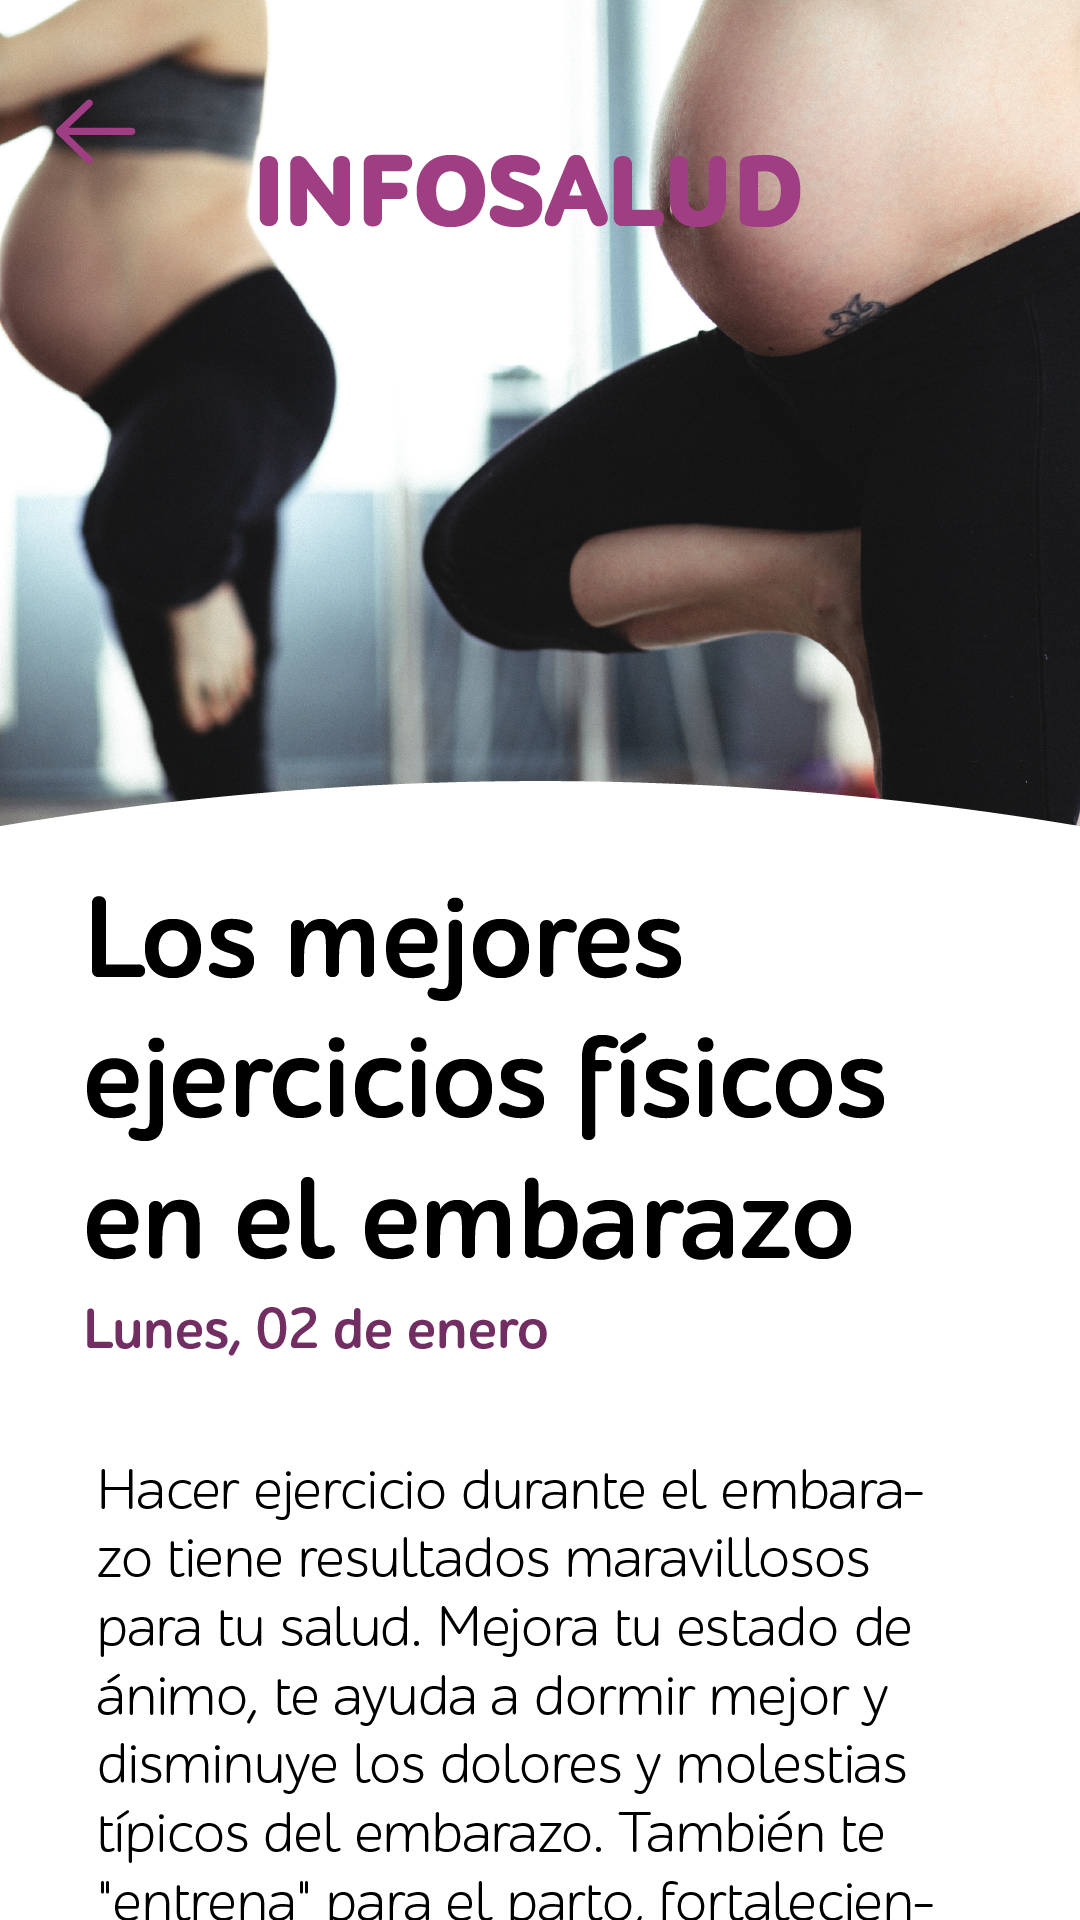 INFOSALUD
Los mejores
ejercicios físicos
en el embarazo
Lunes, 02 de enero
Hacer ejercicio durante el embara-
zo tiene resultados maravillosos
para tu salud. Mejora tu estado de
ánimo, te ayuda a dormir mejor y
disminuye los dolores y molestias
típicos del embarazo. También te
"entrena" para el parto, fortalecien-